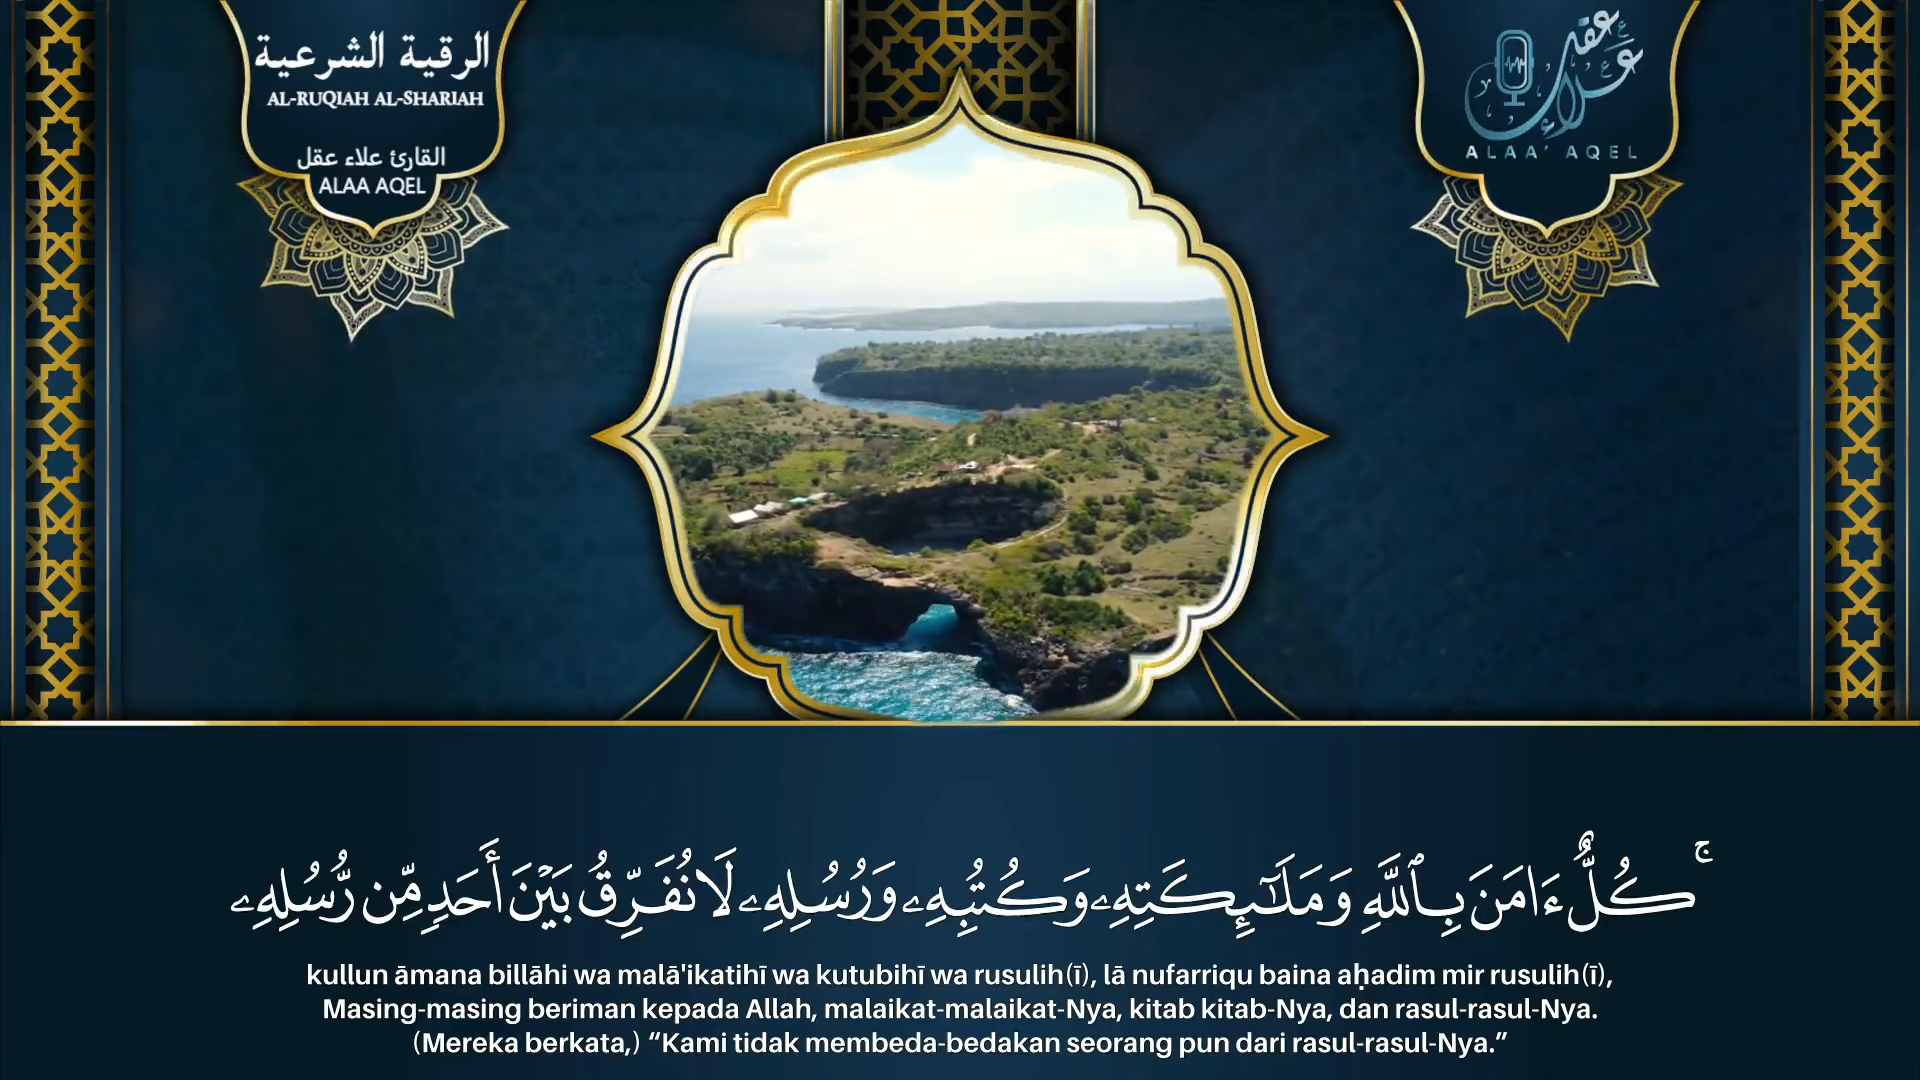 الرقية الشرعية
AL-RUQIAH AL-SHARIAH
القارئ علاء عقل
ALAA AQEL
علاء عقل
ALAA' AQEL
ۚ كُلٌّ ءَامَنَ بِٱللَّهِ وَمَلَـٰٓئِكَتِهِۦ وَكُتُبِهِۦ وَرُسُلِهِۦ لَا نُفَرِّقُ بَيْنَ أَحَدٍ مِّن رُّسُلِهِۦ
kullun āmana billāhi wa malā'ikatihī wa kutubihī wa rusulih(ī), lā nufarriqu baina aḥadim mir rusulih(ī),
Masing-masing beriman kepada Allah, malaikat-malaikat-Nya, kitab kitab-Nya, dan rasul-rasul-Nya.
(Mereka berkata,) “Kami tidak membeda-bedakan seorang pun dari rasul-rasul-Nya.”